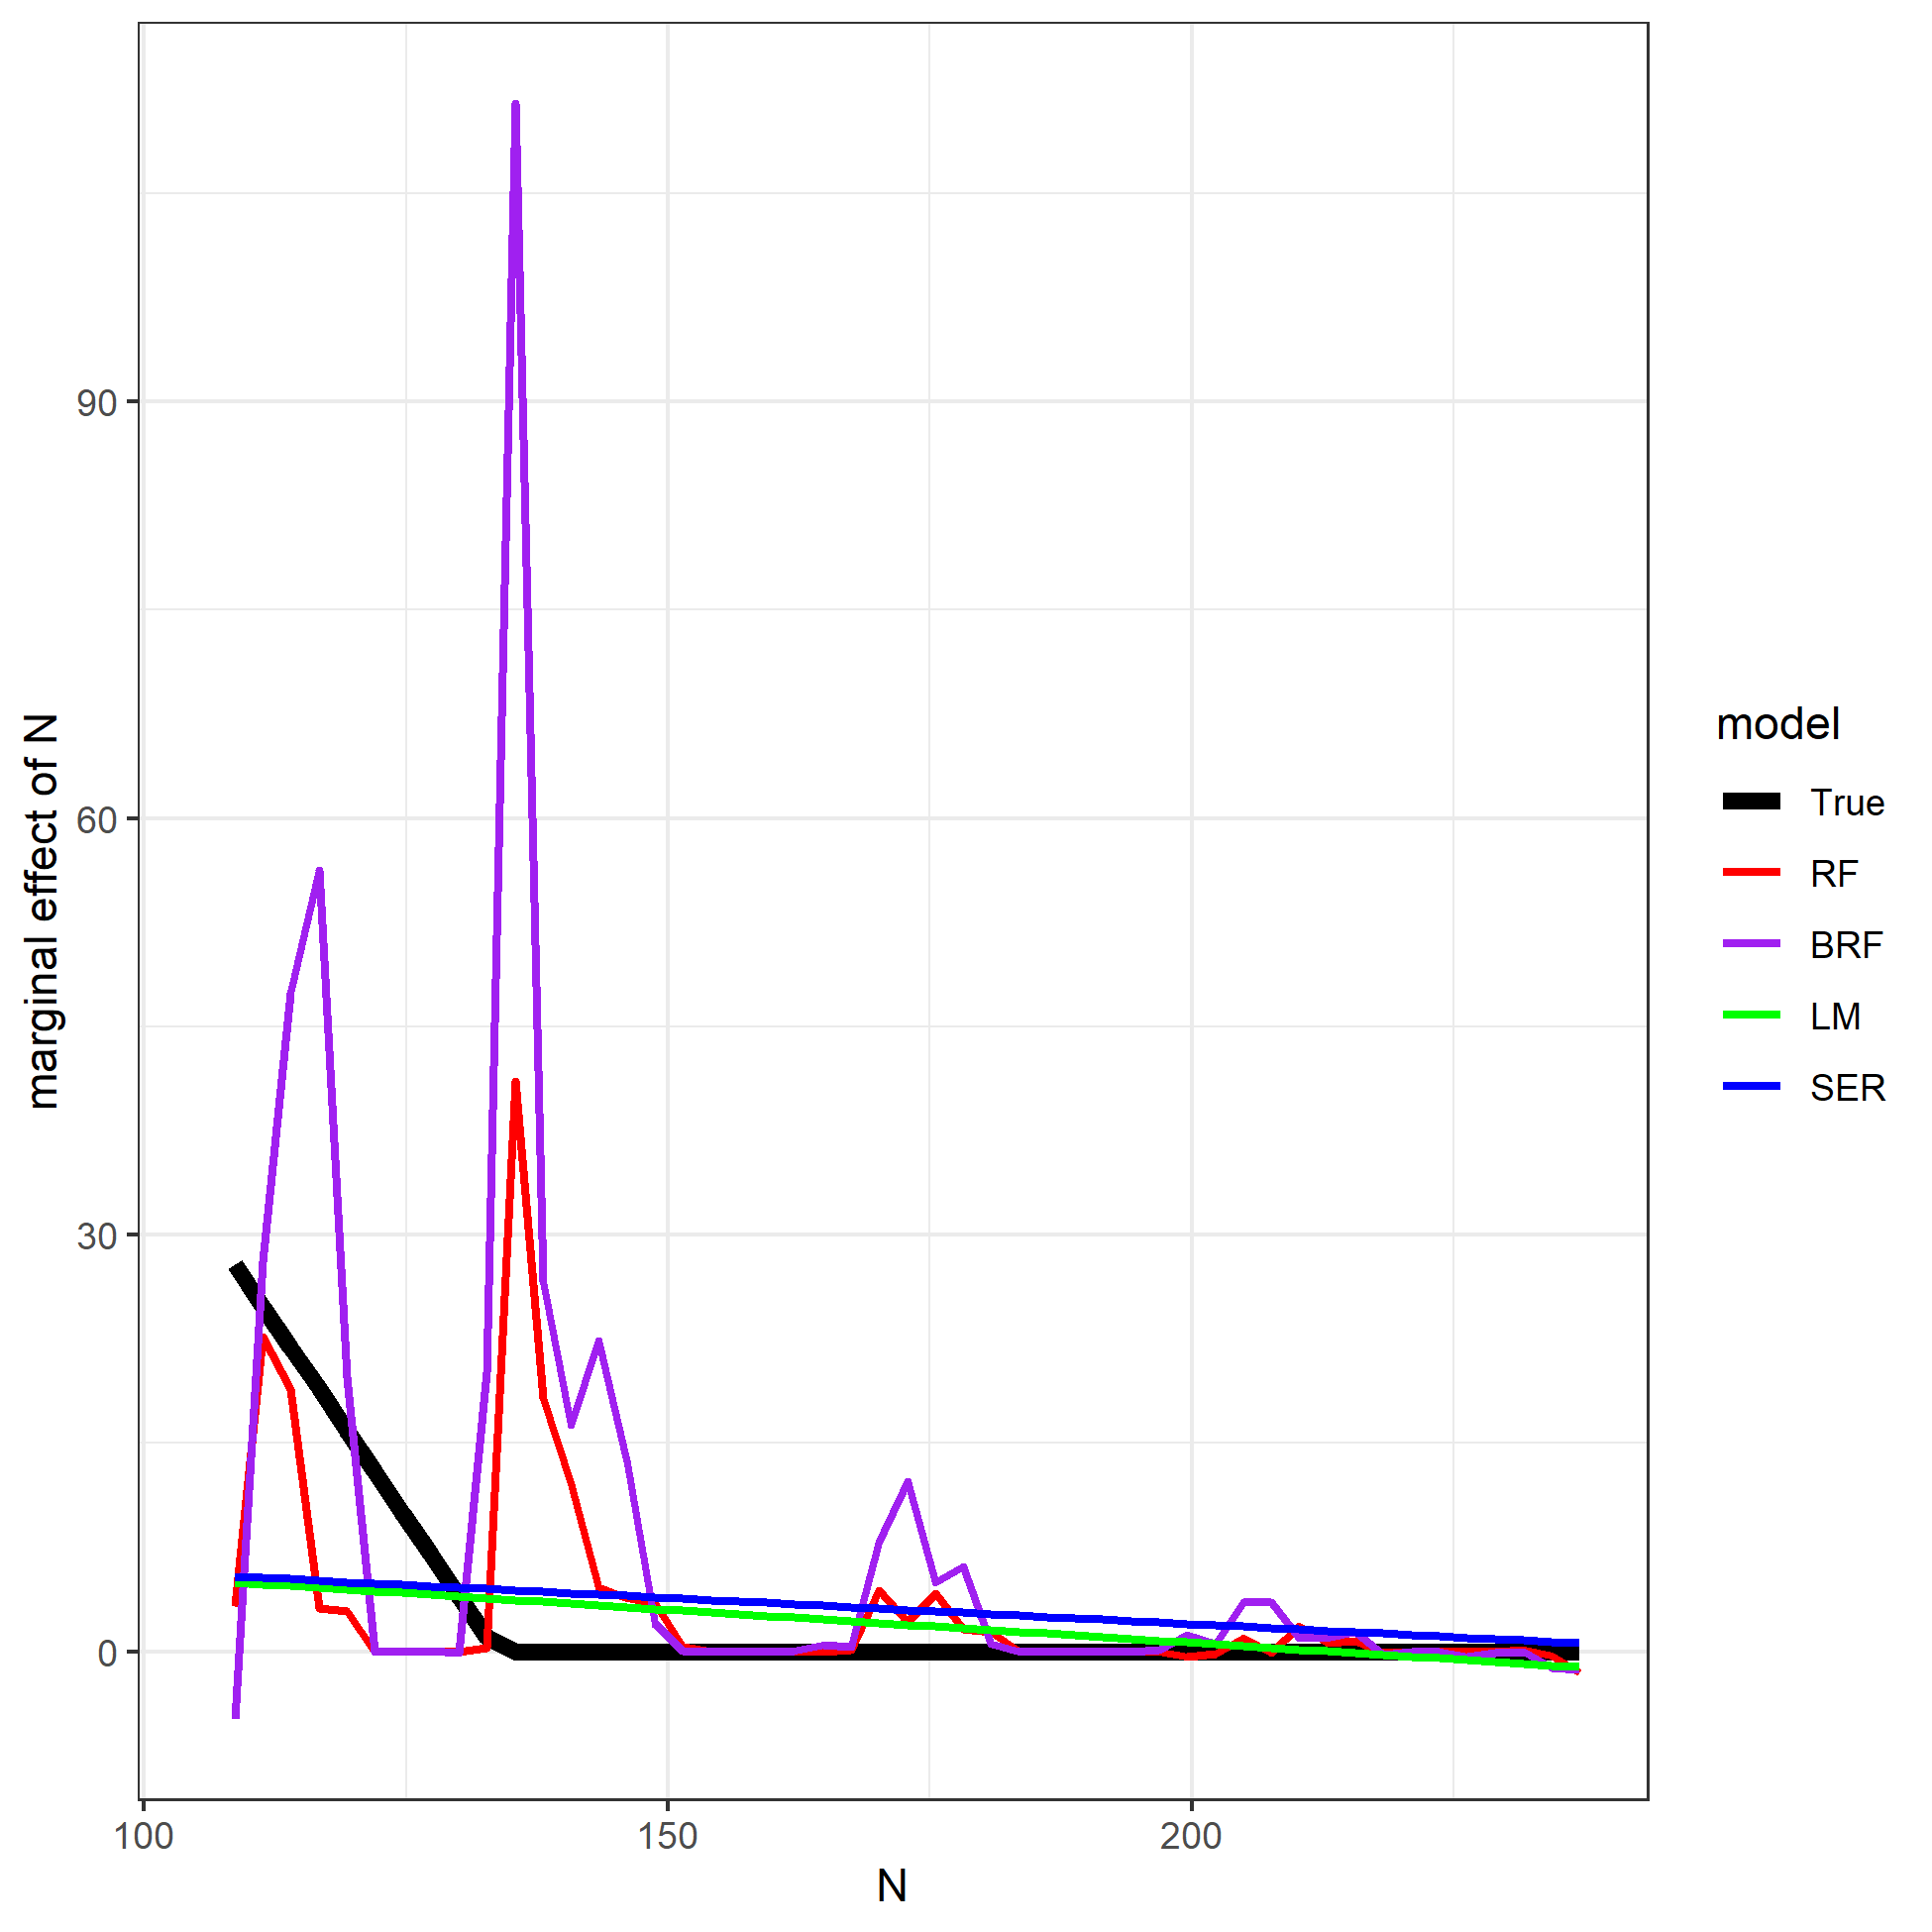 marginal effect of N
90
60
30
0
100
150
200
N
model
True
RF
BRF
LM
SER